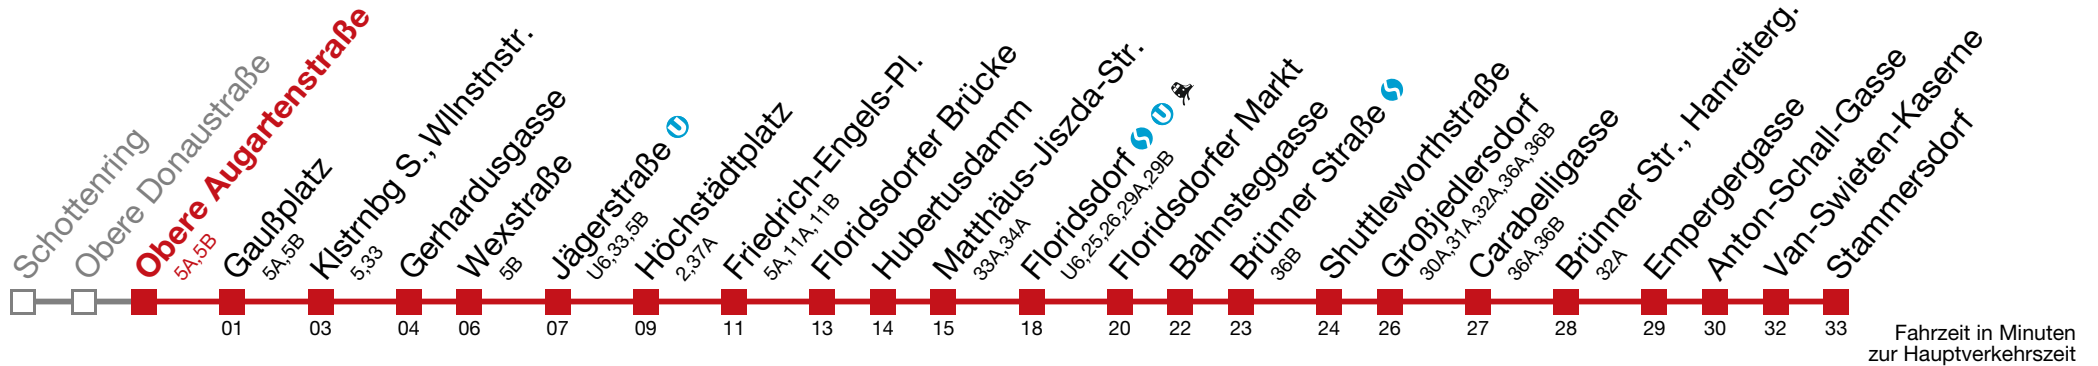 Schottenring
Obere Donaustraße
Obere Augartenstraße
5A,5B
Gaußplatz
5A,5B
01
Klstrnbg S.,Wllnstnstr.
5,33
03
Gerhardusgasse
04
Wexstraße
5B
06
Jägerstraße U
U6,33,5B
07
Höchstädtplatz
2,37A
09
Friedrich-Engels-Pl.
5A,11A,11B
11
Floridsdorfer Brücke
13
Hubertusdamm
14
Matthäus-Jiszda-Str.
33A,34A
15
Floridsdorf S U
U6,25,26,29A,29B
18
Floridsdorfer Markt
20
Bahnsteggasse
22
Brünner Straße S
36B
23
Shuttleworthstraße
24
Großjedlersdorf
30A,31A,32A,36A,36B
26
Carabelligasse
36A,36B
27
Brünner Str., Hanreiterg.
32A
28
Empergergasse
29
Anton-Schall-Gasse
30
Van-Swieten-Kaserne
32
Stammersdorf
33
Fahrzeit in Minuten
zur Hauptverkehrszeit